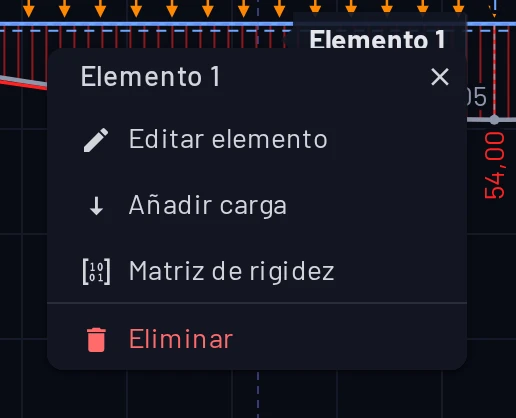 Elemento 1
Elemento 1
Editar elemento
Añadir carga
Matriz de rigidez
Eliminar
54,00